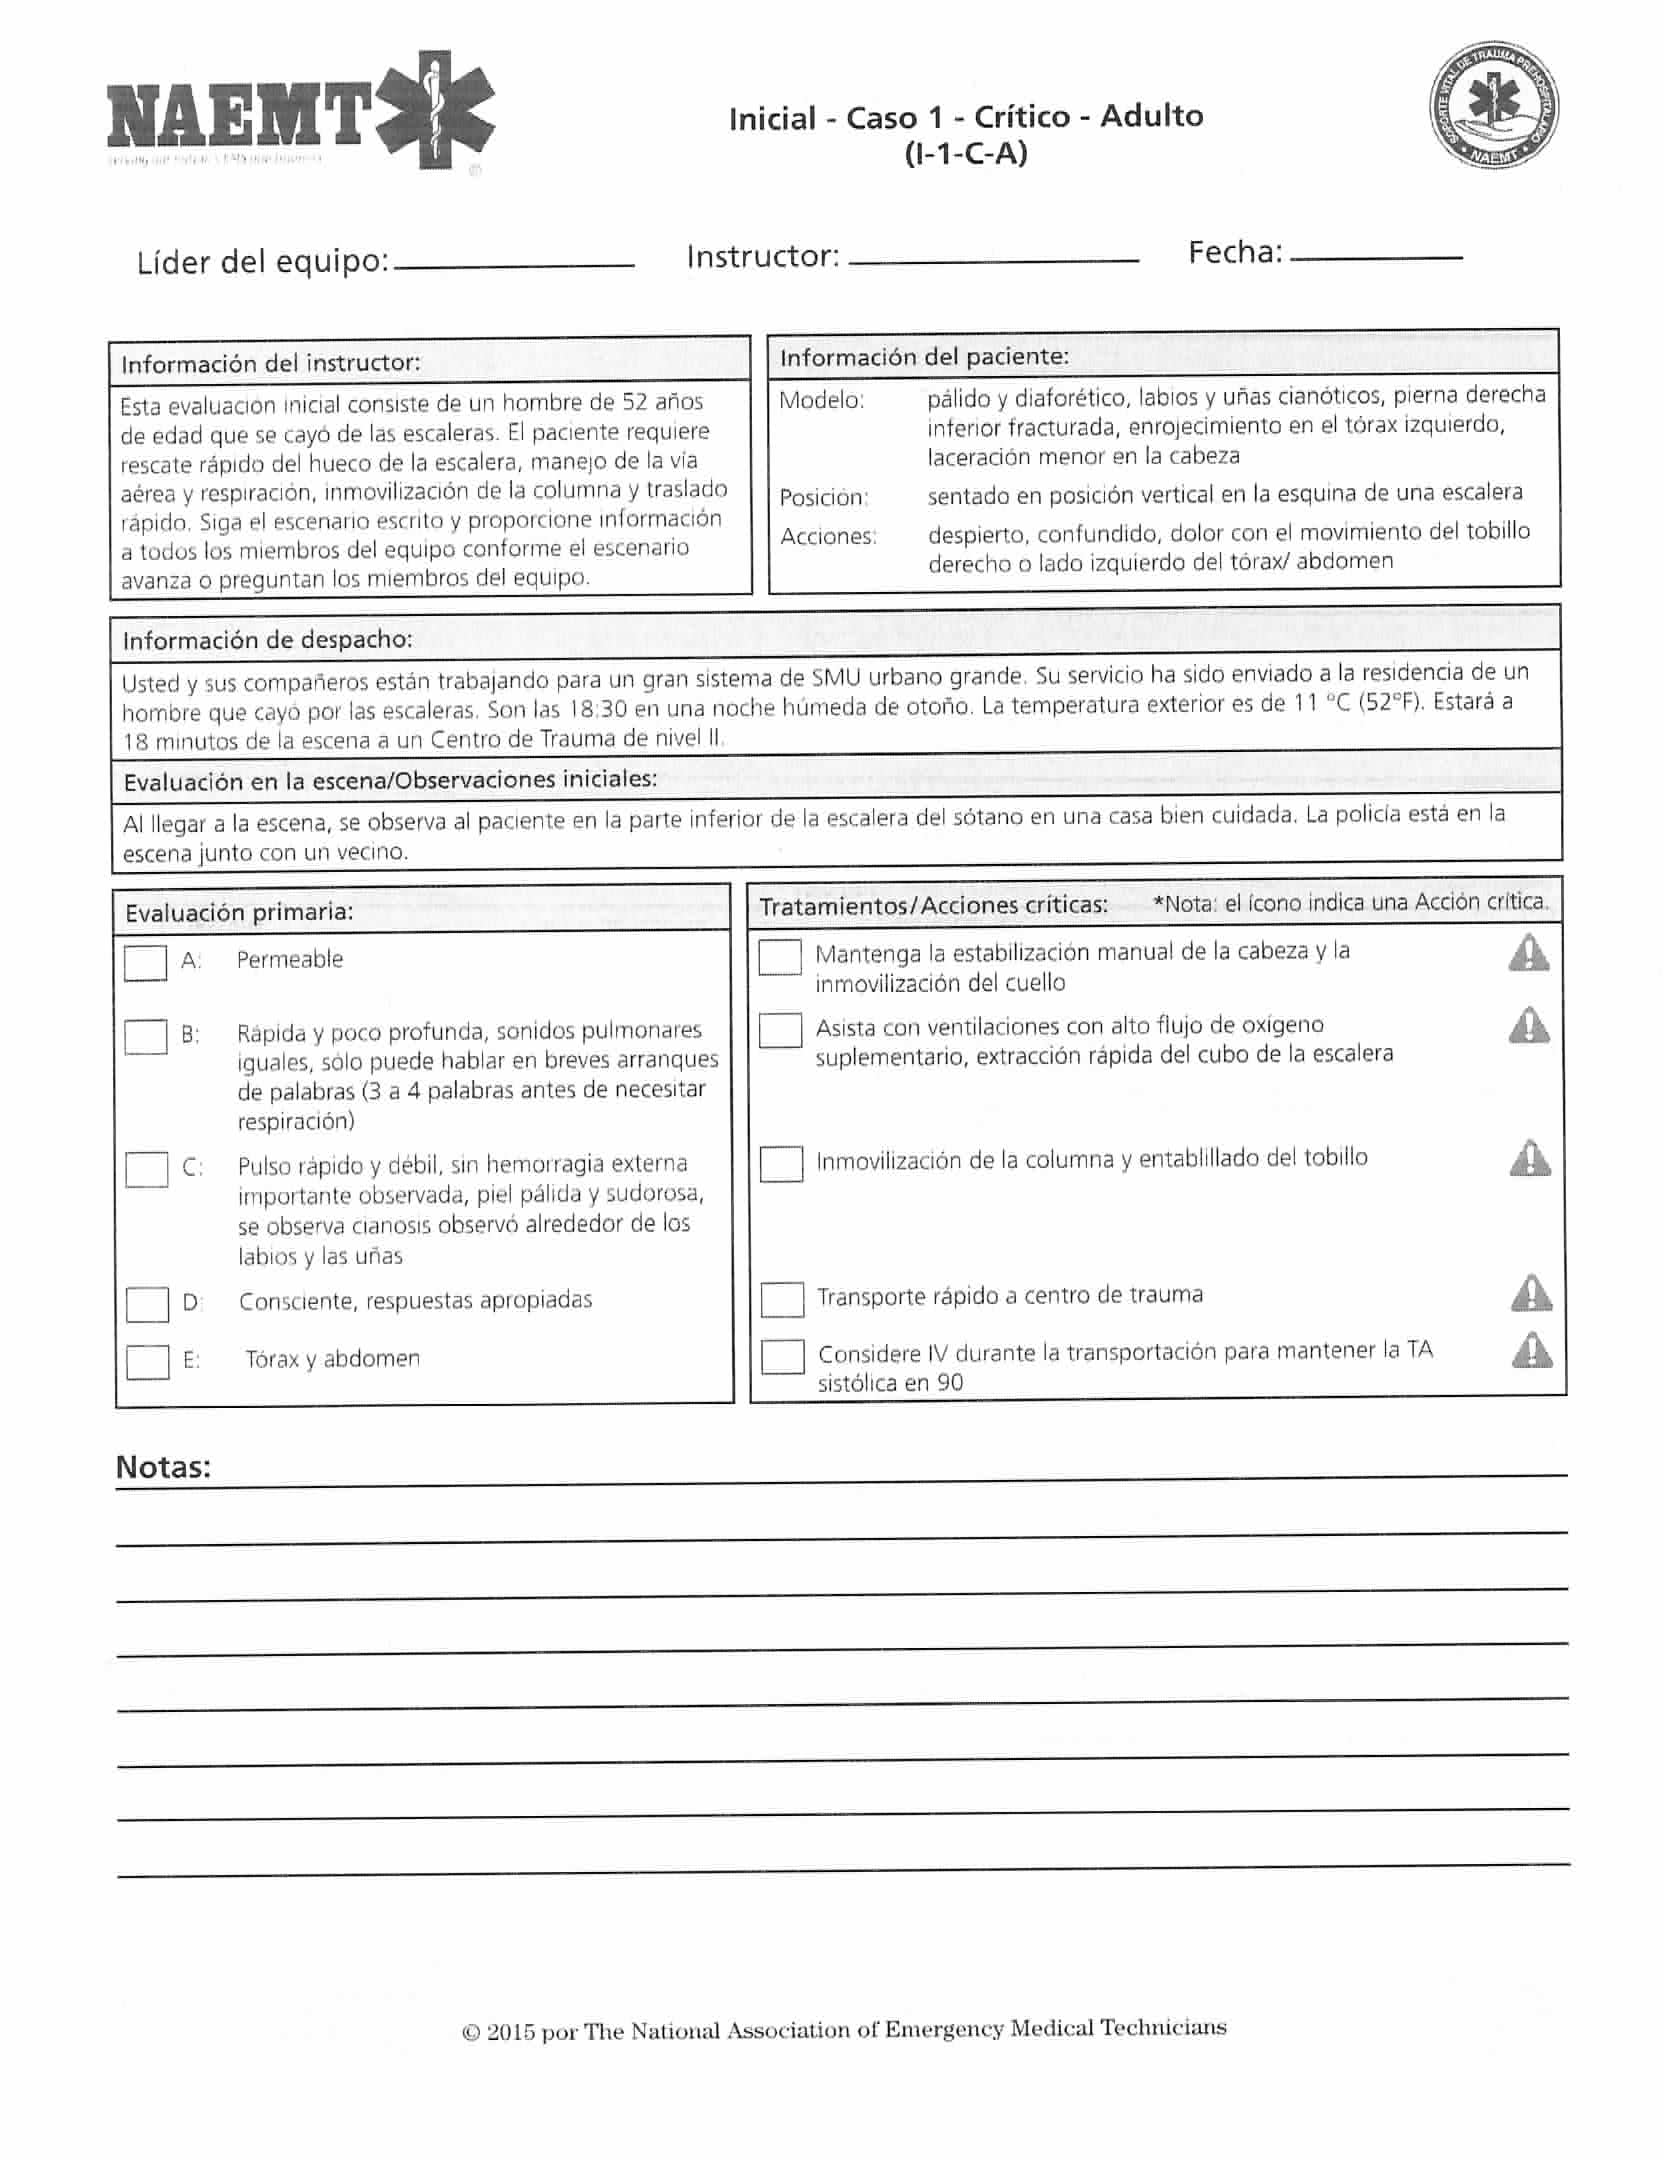 NAEMT
®
SOPORTE VITAL DE TRAUMA PREHOSPITALARIO
NAEMT
Inicial - Caso 1 - Crítico - Adulto
(I-1-C-A)
Líder del equipo:
Instructor:
Fecha:
Información del instructor:
Esta evaluación inicial consiste de un hombre de 52 años
de edad que se cayó de las escaleras. El paciente requiere
rescate rápido del hueco de la escalera, manejo de la vía
aérea y respiración, inmovilización de la columna y traslado
rápido. Siga el escenario escrito y proporcione información
a todos los miembros del equipo conforme el escenario
avanza o preguntan los miembros del equipo.
Información del paciente:
Modelo: pálido y diaforético, labios y uñas cianóticos, pierna derecha
inferior fracturada, enrojecimiento en el tórax izquierdo,
laceración menor en la cabeza
Posición: sentado en posición vertical en la esquina de una escalera
Acciones: despierto, confundido, dolor con el movimiento del tobillo
derecho o lado izquierdo del tórax/ abdomen
Información de despacho:
Usted y sus compañeros están trabajando para un gran sistema de SMU urbano grande. Su servicio ha sido enviado a la residencia de un
hombre que cayó por las escaleras. Son las 18:30 en una noche húmeda de otoño. La temperatura exterior es de 11 ºC (52ºF). Estará a
18 minutos de la escena a un Centro de Trauma de nivel II.
Evaluación en la escena/Observaciones iniciales:
Al llegar a la escena, se observa al paciente en la parte inferior de la escalera del sótano en una casa bien cuidada. La policía está en la
escena junto con un vecino.
Evaluación primaria:
A: Permeable
B: Rápida y poco profunda, sonidos pulmonares
iguales, sólo puede hablar en breves arranques
de palabras (3 a 4 palabras antes de necesitar
respiración)
C: Pulso rápido y débil, sin hemorragia externa
importante observada, piel pálida y sudorosa,
se observa cianosis observó alrededor de los
labios y las uñas
D: Consciente, respuestas apropiadas
E: Tórax y abdomen
Tratamientos/Acciones críticas: *Nota: el ícono indica una Acción crítica.
Mantenga la estabilización manual de la cabeza y la
inmovilización del cuello
Asista con ventilaciones con alto flujo de oxígeno
suplementario, extracción rápida del cubo de la escalera
Inmovilización de la columna y entablillado del tobillo
Transporte rápido a centro de trauma
Considere IV durante la transportación para mantener la TA
sistólica en 90
Notas:
© 2015 por The National Association of Emergency Medical Technicians